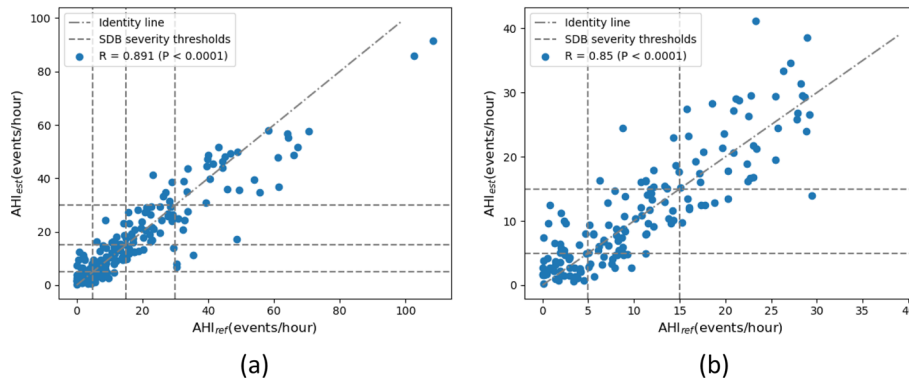 Identity line
SDB severity thresholds
R = 0.891 (P < 0.0001)
100
80
60
40
20
0
AHIest(events/hour)
0 20 40 60 80 100
AHIref(events/hour)
(a)
Identity line
SDB severity thresholds
R = 0.85 (P < 0.0001)
40
30
20
10
0
AHIest(events/hour)
0 5 10 15 20 25 30 35 40
AHIref(events/hour)
(b)